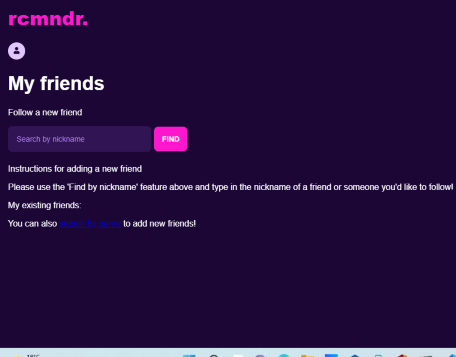 rcmndr.
My friends
Follow a new friend
Search by nickname
FIND
Instructions for adding a new friend
Please use the 'Find by nickname' feature above and type in the nickname of a friend or someone you'd like to follow!
My existing friends:
You can also
to add new friends!